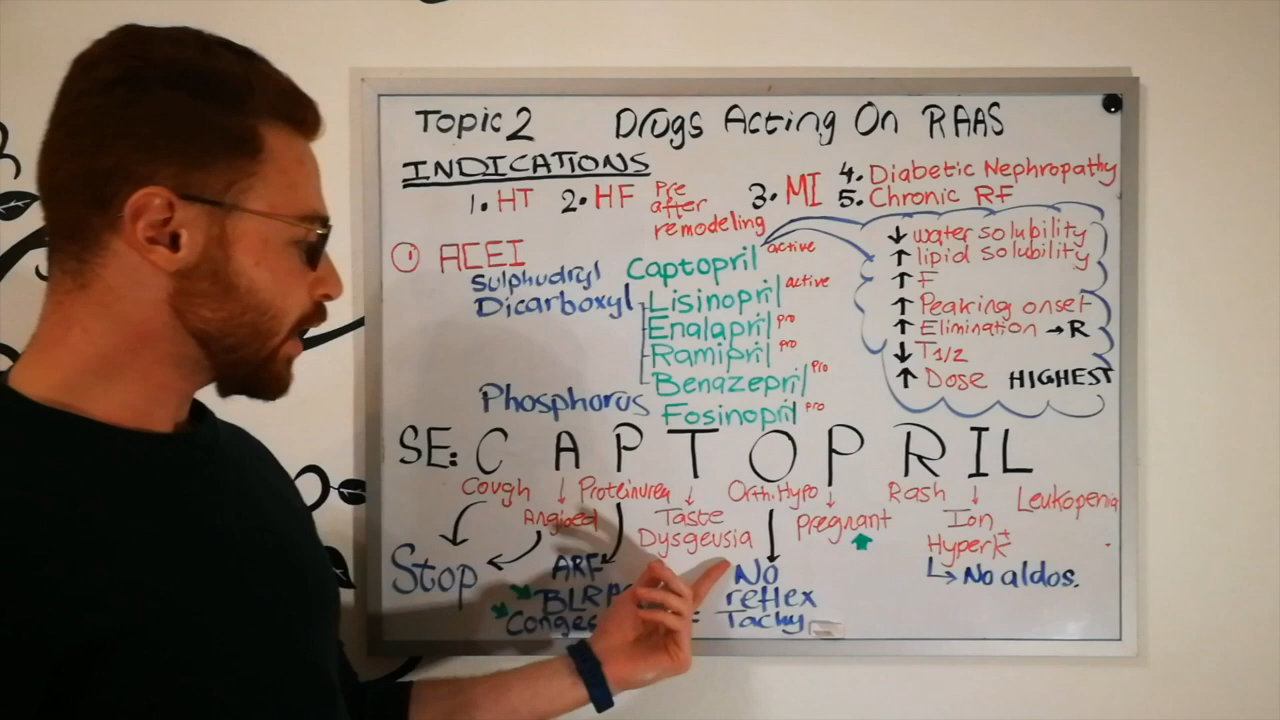 Topic 2 Drugs Acting On RAAS
INDICATIONS
1. HT 2. HF Pre after remodeling 3. MI 4. Diabetic Nephropathy
5. Chronic RF
① ACEI
Sulphudryl Captopril active
Dicarboxyl Lisinopril active
Enalapril pro
Ramipril pro
Benazepril pro
Phosphorus Fosinopril pro
↓ water solubility
↑ lipid solubility
↑ F
↑ Peaking onset
↑ Elimination → R
↓ T1/2
↑ Dose HIGHEST
SE: C A P T O P R I L
Cough Proteinurea Orth.Hypo Rash Leukopenia
Angioed Taste pregnant Ion
Dysgeusia Hyperk+
Stop ARF No No aldos.
reflex
Tachy